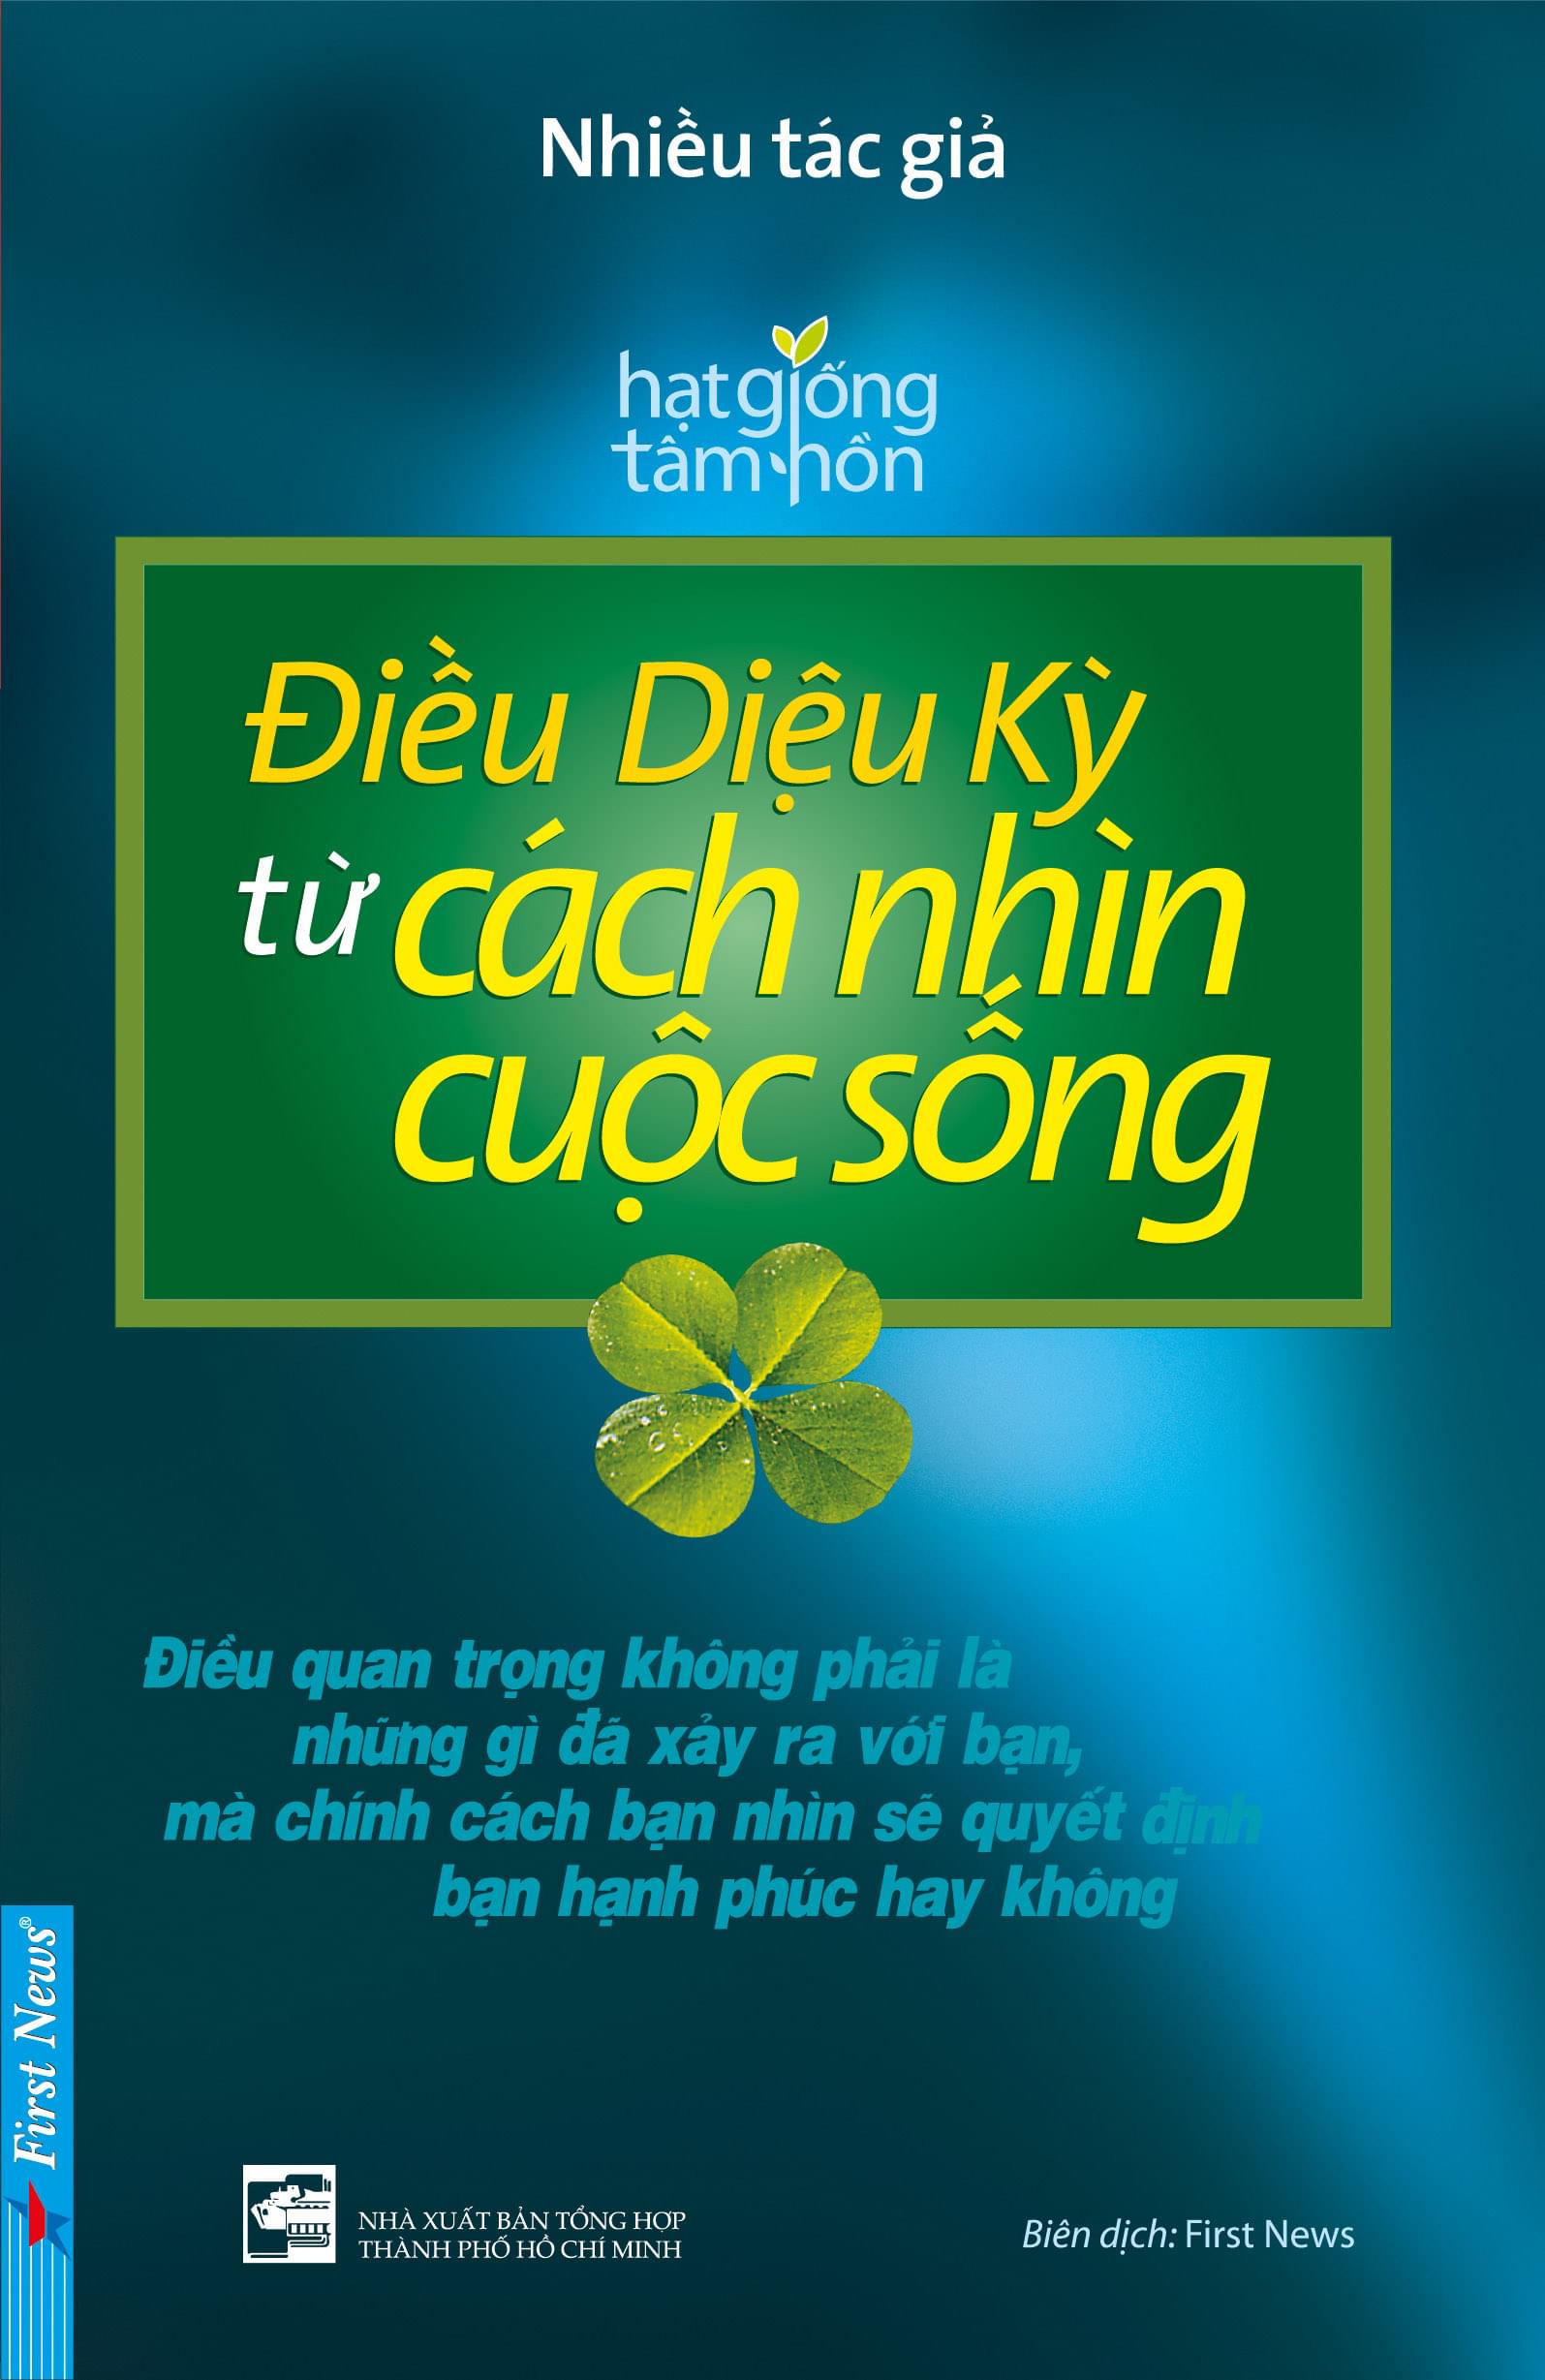 Nhiều tác giả
hạt giống
tâm hồn
Điều Diệu Kỳ
từ cách nhìn
cuộc sống
Điều quan trọng không phải là
những gì đã xảy ra với bạn,
mà chính cách bạn nhìn sẽ quyết định
bạn hạnh phúc hay không
First News®
NHÀ XUẤT BẢN TỔNG HỢP
THÀNH PHỐ HỒ CHÍ MINH
Biên dịch: First News